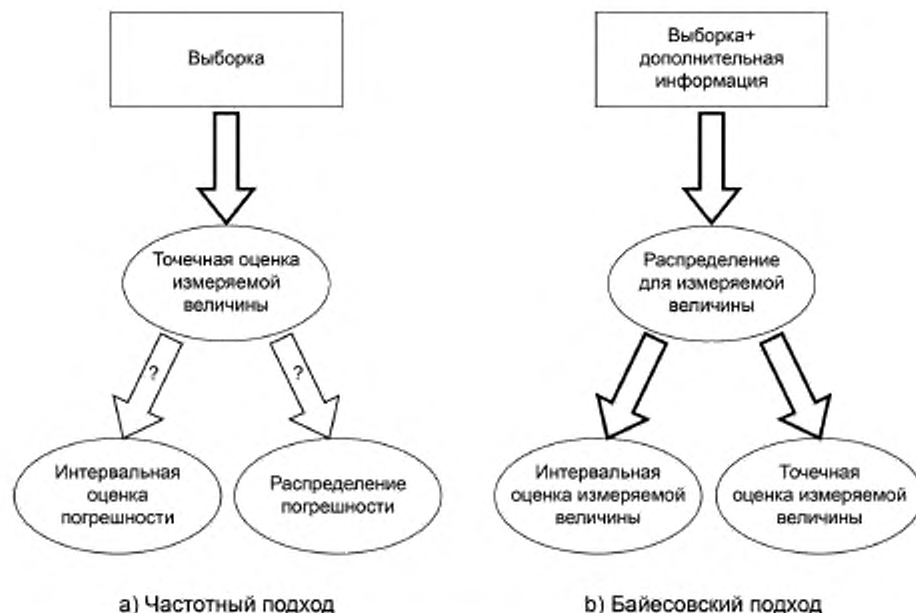 Выборка
Точечная оценка
измеряемой
величины
?
?
Интервальная
оценка
погрешности
Распределение
погрешности
а) Частотный подход
Выборка+
дополнительная
информация
Распределение
для измеряемой
величины
Интервальная
оценка измеряемой
величины
Точечная
оценка измеряемой
величины
b) Байесовский подход